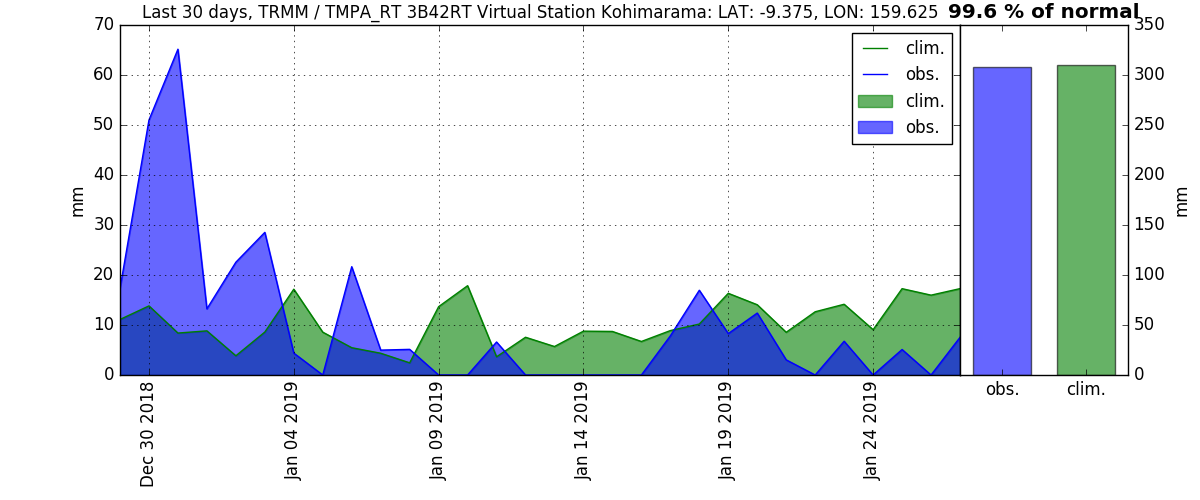 Last 30 days, TRMM / TMPA_RT 3B42RT Virtual Station Kohimarama: LAT: -9.375, LON: 159.625
99.6 % of normal
70
60
50
40
30
20
10
0
mm
clim.
obs.
clim.
obs.
350
300
250
200
150
100
50
0
mm
Dec 30 2018
Jan 04 2019
Jan 09 2019
Jan 14 2019
Jan 19 2019
Jan 24 2019
obs.
clim.